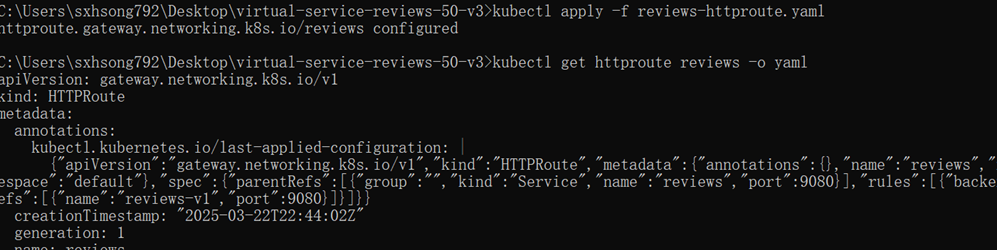 C:\Users\sxhsong792\Desktop\virtual-service-reviews-50-v3>kubectl apply -f reviews-httproute.yaml
httproute.gateway.networking.k8s.io/reviews configured
C:\Users\sxhsong792\Desktop\virtual-service-reviews-50-v3>kubectl get httproute reviews -o yaml
apiVersion: gateway.networking.k8s.io/v1
kind: HTTPRoute
metadata:
  annotations:
    kubectl.kubernetes.io/last-applied-configuration: |
      {"apiVersion":"gateway.networking.k8s.io/v1","kind":"HTTPRoute","metadata":{"annotations":{},"name":"reviews","
espace":"default"},"spec":{"parentRefs":[{"group":"","kind":"Service","name":"reviews","port":9080}],"rules":[{"backe
efs":[{"name":"reviews-v1","port":9080}]}]}}
  creationTimestamp: "2025-03-22T22:44:02Z"
  generation: 1
  name: reviews